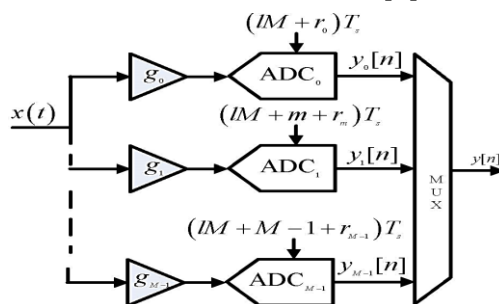 (lM + r₀)Tₛ
g₀ ADC₀ y₀[n]
x(t)
(lM + m + rₘ)Tₛ
g₁ ADC₁ y₁[n] MUX y[n]
(lM + M − 1 + r_{M−1})Tₛ
g_{M−1} ADC_{M−1} y_{M−1}[n]